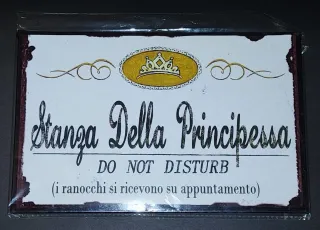 Stanza Della Principessa
DO NOT DISTURB
(i ranocchi si ricevono su appuntamento)